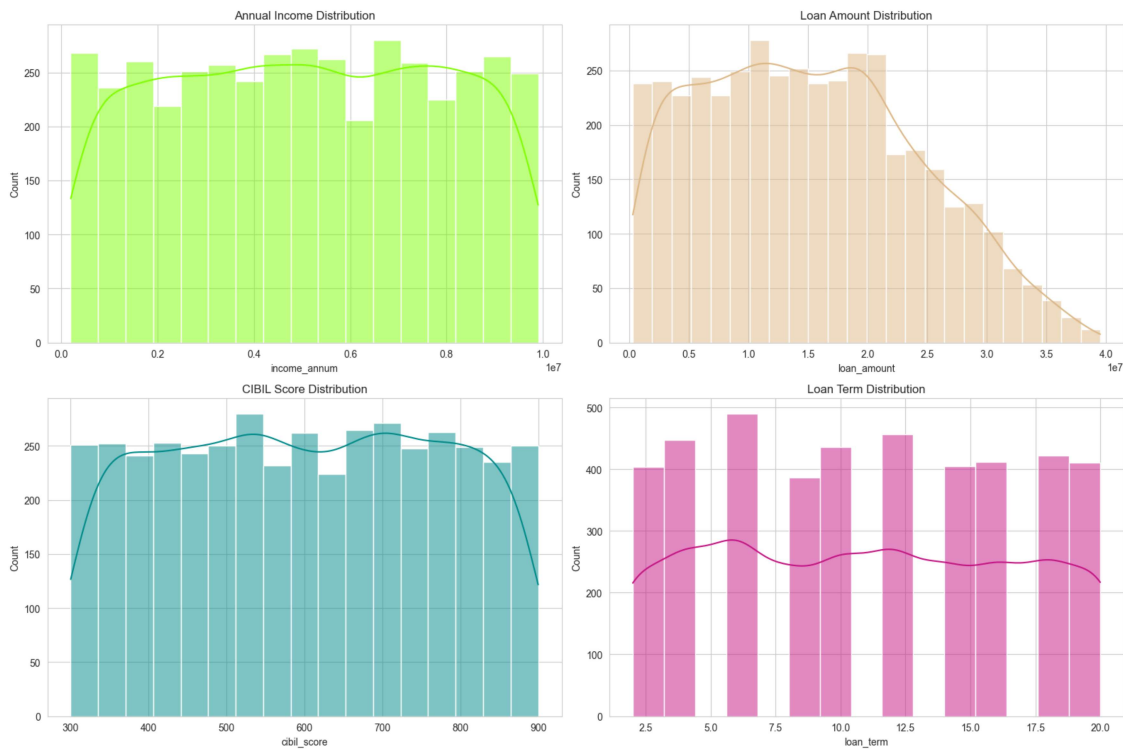 Annual Income Distribution
Count
250
200
150
100
50
0
0.0 0.2 0.4 0.6 0.8 1.0
1e7
income_annum
Loan Amount Distribution
Count
250
200
150
100
50
0
0.0 0.5 1.0 1.5 2.0 2.5 3.0 3.5 4.0
1e7
loan_amount
CIBIL Score Distribution
Count
250
200
150
100
50
0
300 400 500 600 700 800 900
cibil_score
Loan Term Distribution
Count
500
400
300
200
100
0
2.5 5.0 7.5 10.0 12.5 15.0 17.5 20.0
loan_term